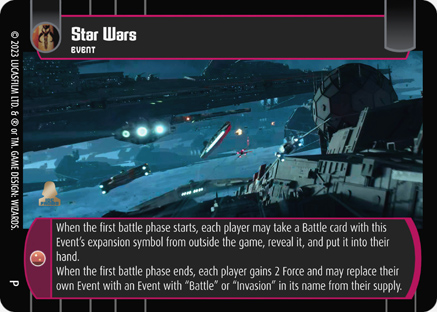 Star Wars
EVENT
© 2023 LUCASFILM LTD. & ® or TM. GAME DESIGN: WIZARDS.
P
When the first battle phase starts, each player may take a Battle card with this
Event's expansion symbol from outside the game, reveal it, and put it into their
hand.
When the first battle phase ends, each player gains 2 Force and may replace their
own Event with an Event with “Battle” or “Invasion” in its name from their supply.